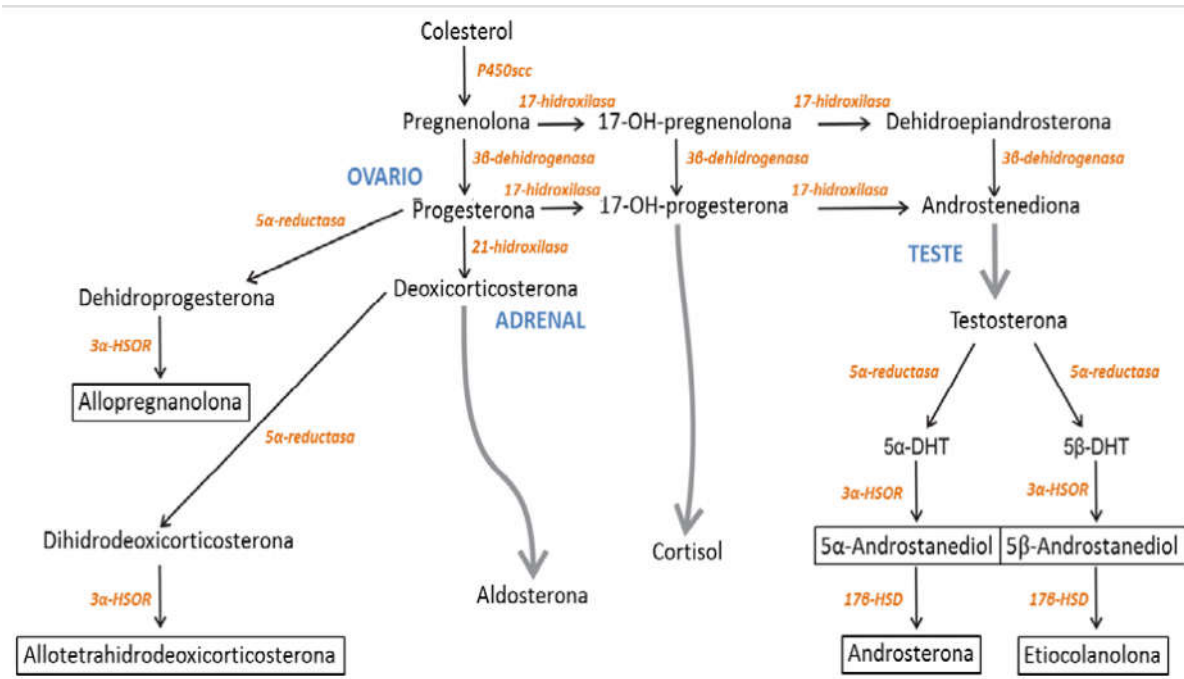 Colesterol
P450scc
17-hidroxilasa
17-hidroxilasa
Pregnenolona
17-OH-pregnenolona
Dehidroepiandrosterona
3β-dehidrogenasa
3β-dehidrogenasa
3β-dehidrogenasa
OVARIO
17-hidroxilasa
17-hidroxilasa
5α-reductasa
Progesterona
17-OH-progesterona
Androstenediona
21-hidroxilasa
TESTE
Dehidroprogesterona
Deoxicorticosterona
ADRENAL
Testosterona
3α-HSOR
5α-reductasa
5α-reductasa
Allopregnanolona
5α-reductasa
5α-DHT
5β-DHT
3α-HSOR
3α-HSOR
Dihidrodeoxicorticosterona
Cortisol
5α-Androstanediol
5β-Androstanediol
Aldosterona
3α-HSOR
17β-HSD
17β-HSD
Allotetrahidrodeoxicorticosterona
Androsterona
Etiocolanolona